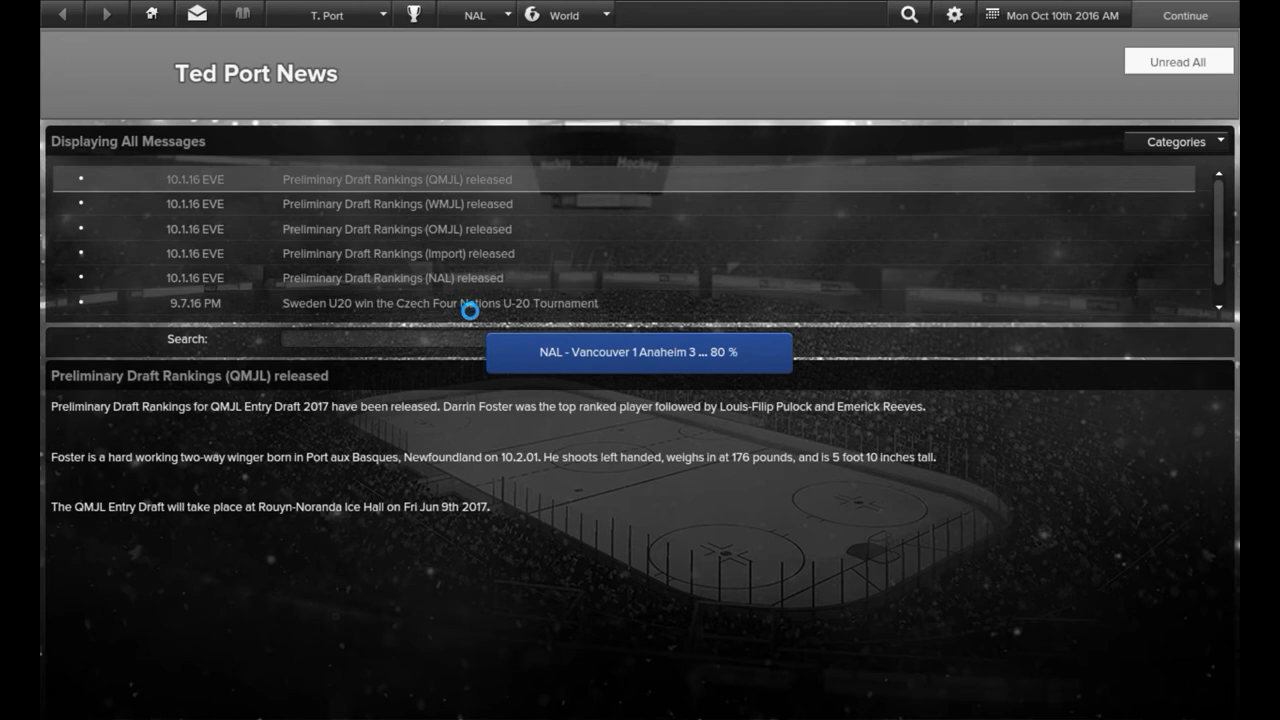 T. Port NAL World Mon Oct 10th 2016 AM Continue
Ted Port News
Unread All
Displaying All Messages
Categories
Hockey
10.1.16 EVE Preliminary Draft Rankings (QMJL) released
10.1.16 EVE Preliminary Draft Rankings (WMJL) released
10.1.16 EVE Preliminary Draft Rankings (OMJL) released
10.1.16 EVE Preliminary Draft Rankings (Import) released
10.1.16 EVE Preliminary Draft Rankings (NAL) released
9.7.16 PM Sweden U20 win the Czech Four Nations U-20 Tournament
Search:
NAL - Vancouver 1 Anaheim 3 ... 80 %
Preliminary Draft Rankings (QMJL) released
Preliminary Draft Rankings for QMJL Entry Draft 2017 have been released. Darrin Foster was the top ranked player followed by Louis-Filip Pulock and Emerick Reeves.
Foster is a hard working two-way winger born in Port aux Basques, Newfoundland on 10.2.01. He shoots left handed, weighs in at 176 pounds, and is 5 foot 10 inches tall.
The QMJL Entry Draft will take place at Rouyn-Noranda Ice Hall on Fri Jun 9th 2017.